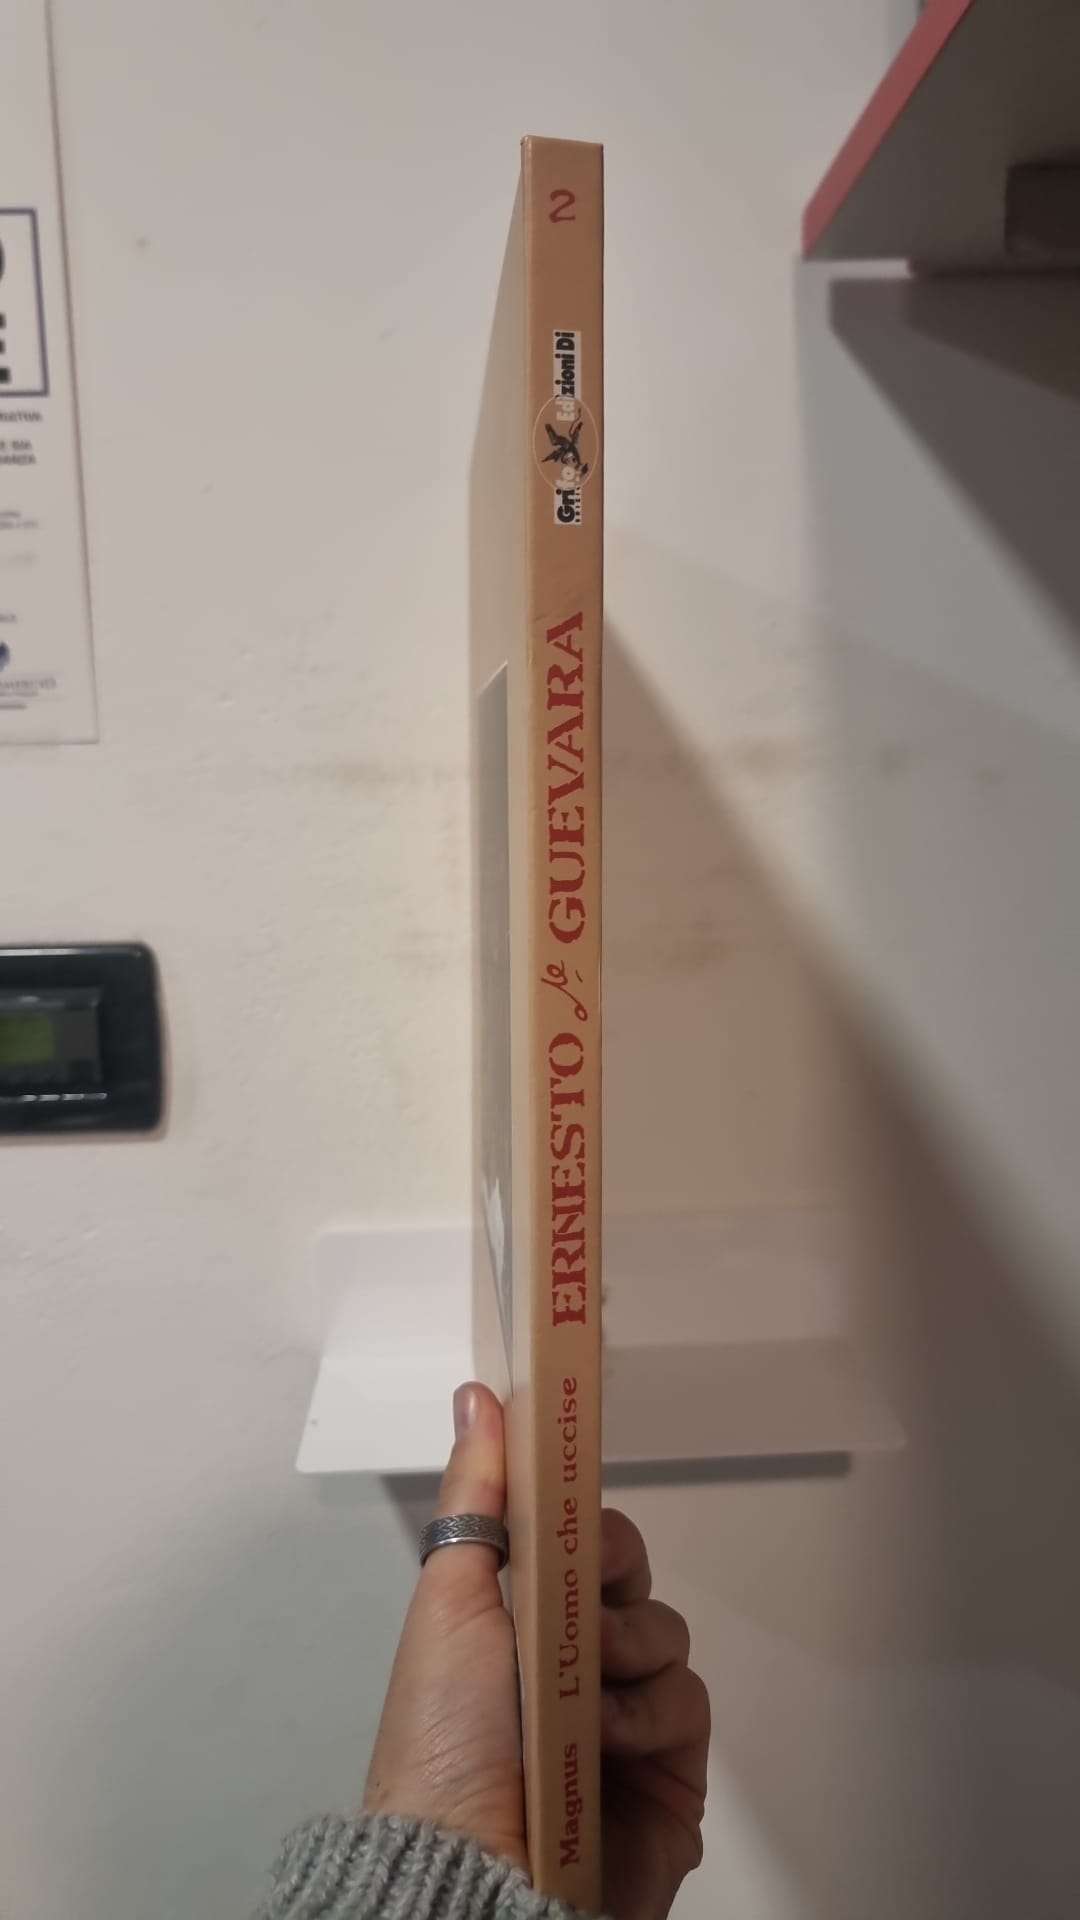 Magnus L'Uomo che uccise ERNESTO de GUEVARA
Edizioni Di
Grifo
2